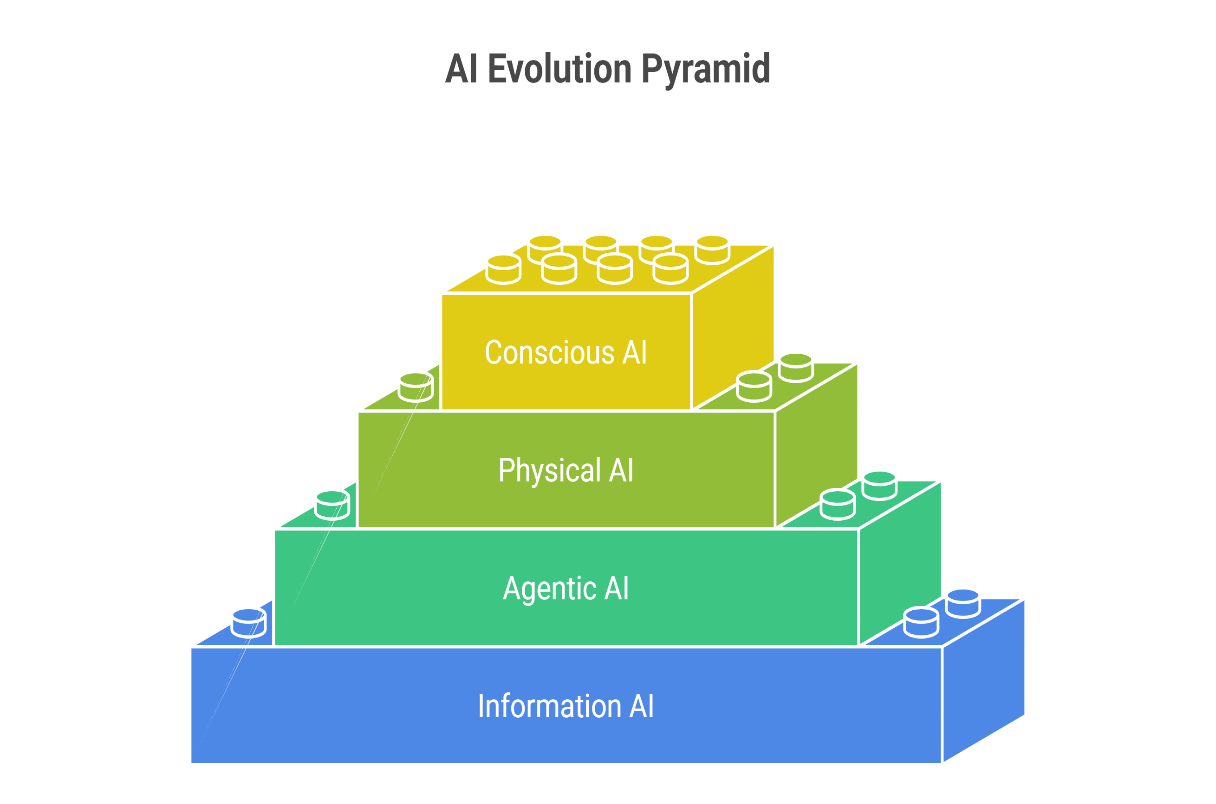 AI Evolution Pyramid
Conscious AI
Physical AI
Agentic AI
Information AI